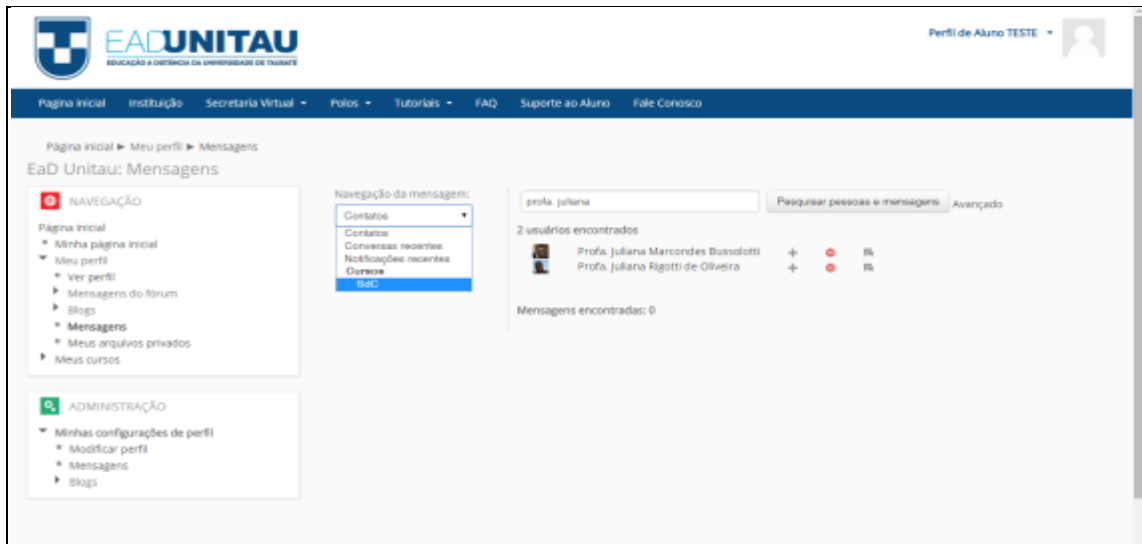 EADUNITAU
EDUCAÇÃO A DISTÂNCIA DA UNIVERSIDADE DE TAUBATÉ
Perfil de Aluno TESTE
Pagina inicial Instituição Secretaria Virtual Polos Tutoriais FAQ Suporte ao Aluno Fale Conosco
Página inicial ► Meu perfil ► Mensagens
EaD Unitau: Mensagens
NAVEGAÇÃO
Página inicial
Minha página inicial
Meu perfil
Ver perfil
Mensagens do fórum
Blogs
Mensagens
Meus arquivos privados
Meus cursos
ADMINISTRAÇÃO
Minhas configurações de perfil
Modificar perfil
Mensagens
Blogs
Navegação da mensagem:
Contatos
Contatos
Conversas recentes
Notificações recentes
Cursos
SdC
profa. juliana Pesquisar pessoas e mensagens Avançado
2 usuários encontrados
Profa. Juliana Marcondes Bussolotti
Profa. Juliana Rigotti de Oliveira
Mensagens encontradas: 0